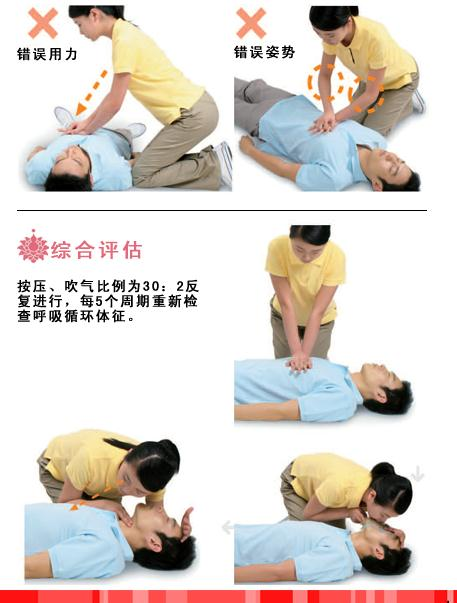 错误用力
错误姿势
综合评估
按压、吹气比例为30：2反
复进行，每5个周期重新检
查呼吸循环体征。